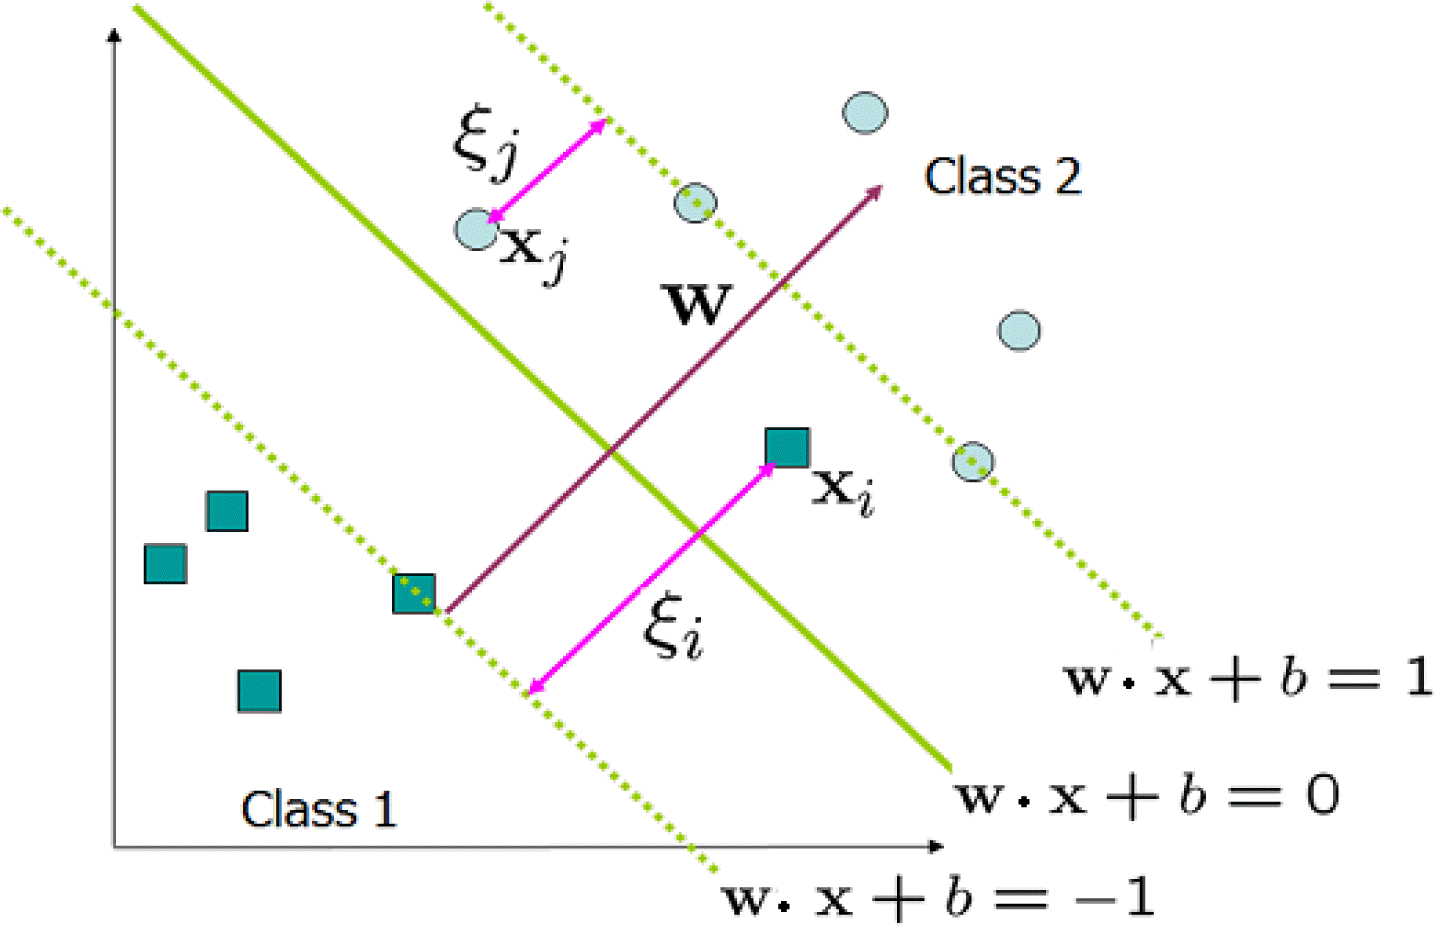 ξj
Class 2
xj
w
xi
ξi
w· x + b = 1
w· x + b = 0
Class 1
w· x + b = −1